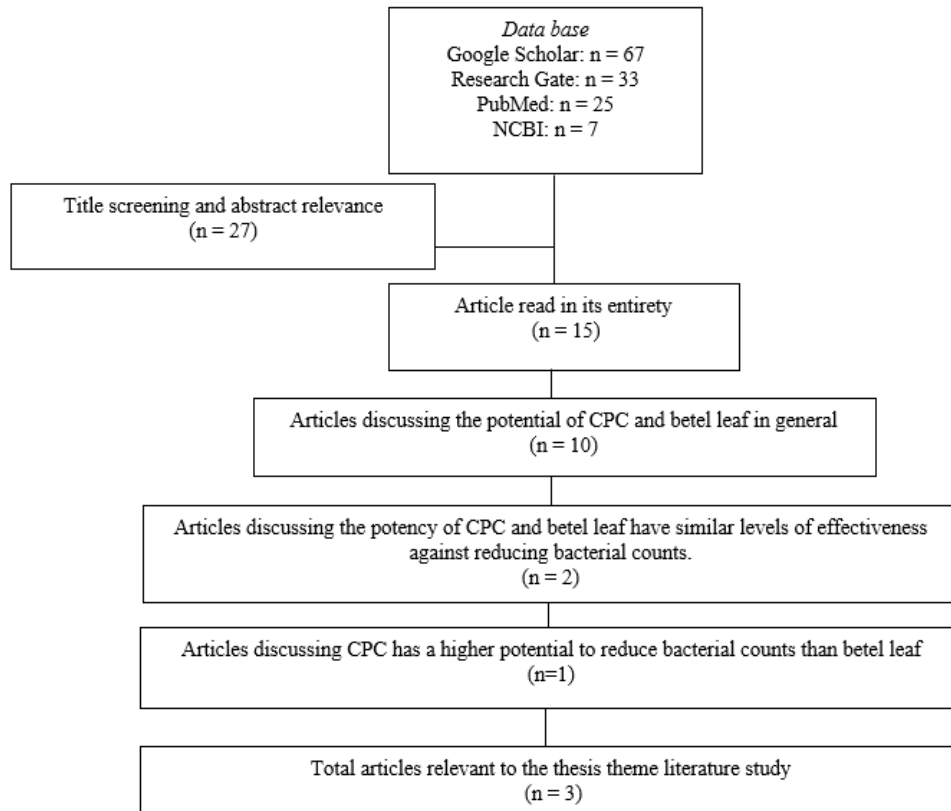 Data base
Google Scholar: n = 67
Research Gate: n = 33
PubMed: n = 25
NCBI: n = 7
Title screening and abstract relevance
(n = 27)
Article read in its entirety
(n = 15)
Articles discussing the potential of CPC and betel leaf in general
(n = 10)
Articles discussing the potency of CPC and betel leaf have similar levels of effectiveness
against reducing bacterial counts.
(n = 2)
Articles discussing CPC has a higher potential to reduce bacterial counts than betel leaf
(n=1)
Total articles relevant to the thesis theme literature study
(n = 3)